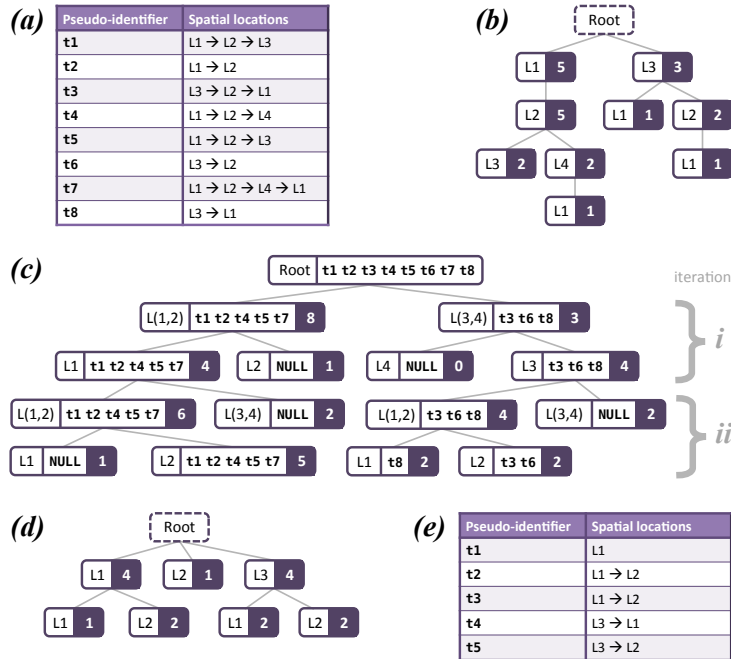 (a)
Pseudo-identifier Spatial locations
t1 L1 → L2 → L3
t2 L1 → L2
t3 L3 → L2 → L1
t4 L1 → L2 → L4
t5 L1 → L2 → L3
t6 L3 → L2
t7 L1 → L2 → L4 → L1
t8 L3 → L1
(b)
Root
L1 5 L3 3
L2 5 L1 1 L2 2
L3 2 L4 2 L1 1
L1 1
(c)
Root t1 t2 t3 t4 t5 t6 t7 t8
iteration
L(1,2) t1 t2 t4 t5 t7 8 L(3,4) t3 t6 t8 3
i
L1 t1 t2 t4 t5 t7 4 L2 NULL 1 L4 NULL 0 L3 t3 t6 t8 4
L(1,2) t1 t2 t4 t5 t7 6 L(3,4) NULL 2 L(1,2) t3 t6 t8 4 L(3,4) NULL 2
ii
L1 NULL 1 L2 t1 t2 t4 t5 t7 5 L1 t8 2 L2 t3 t6 2
(d)
Root
L1 4 L2 1 L3 4
L1 1 L2 2 L1 2 L2 2
(e)
Pseudo-identifier Spatial locations
t1 L1
t2 L1 → L2
t3 L1 → L2
t4 L3 → L1
t5 L3 → L2